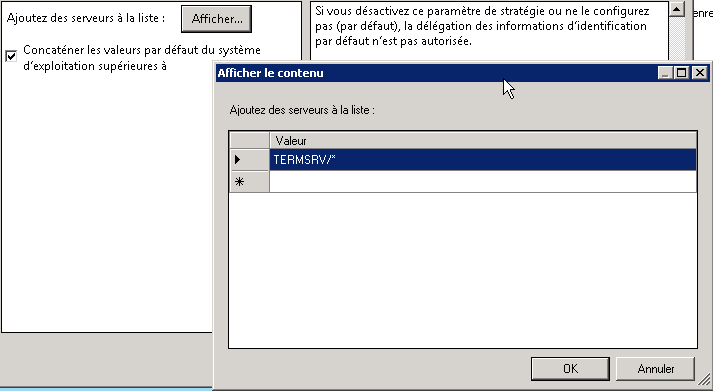 Ajoutez des serveurs à la liste :
Afficher...
Concaténer les valeurs par défaut du système
d'exploitation supérieures à
Si vous désactivez ce paramètre de stratégie ou ne le configurez
pas (par défaut), la délégation des informations d'identification
par défaut n'est pas autorisée.
enre
Afficher le contenu
Ajoutez des serveurs à la liste :
Valeur
TERMSRV/*
OK
Annuler